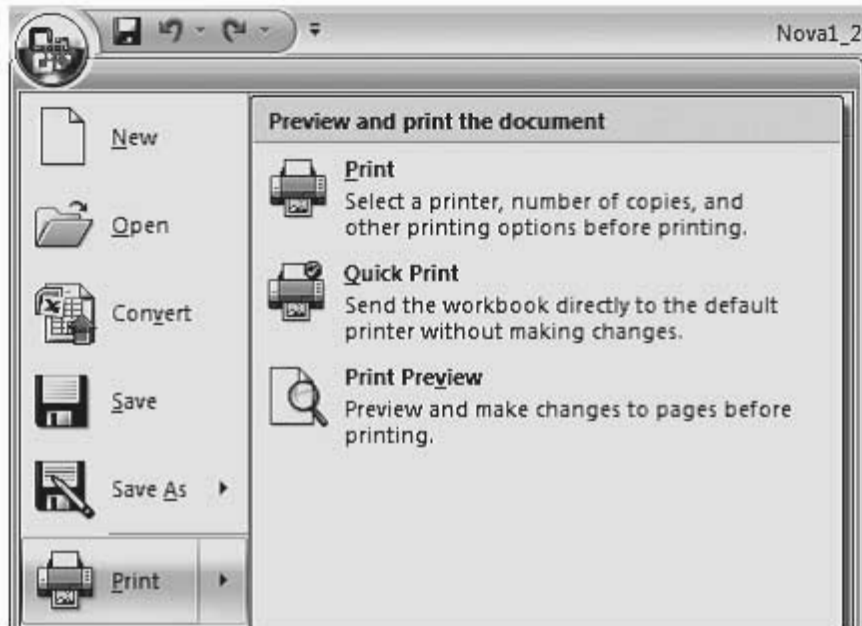 Nova1_2
New
Open
Convert
Save
Save As
Print
Preview and print the document
Print
Select a printer, number of copies, and
other printing options before printing.
Quick Print
Send the workbook directly to the default
printer without making changes.
Print Preview
Preview and make changes to pages before
printing.